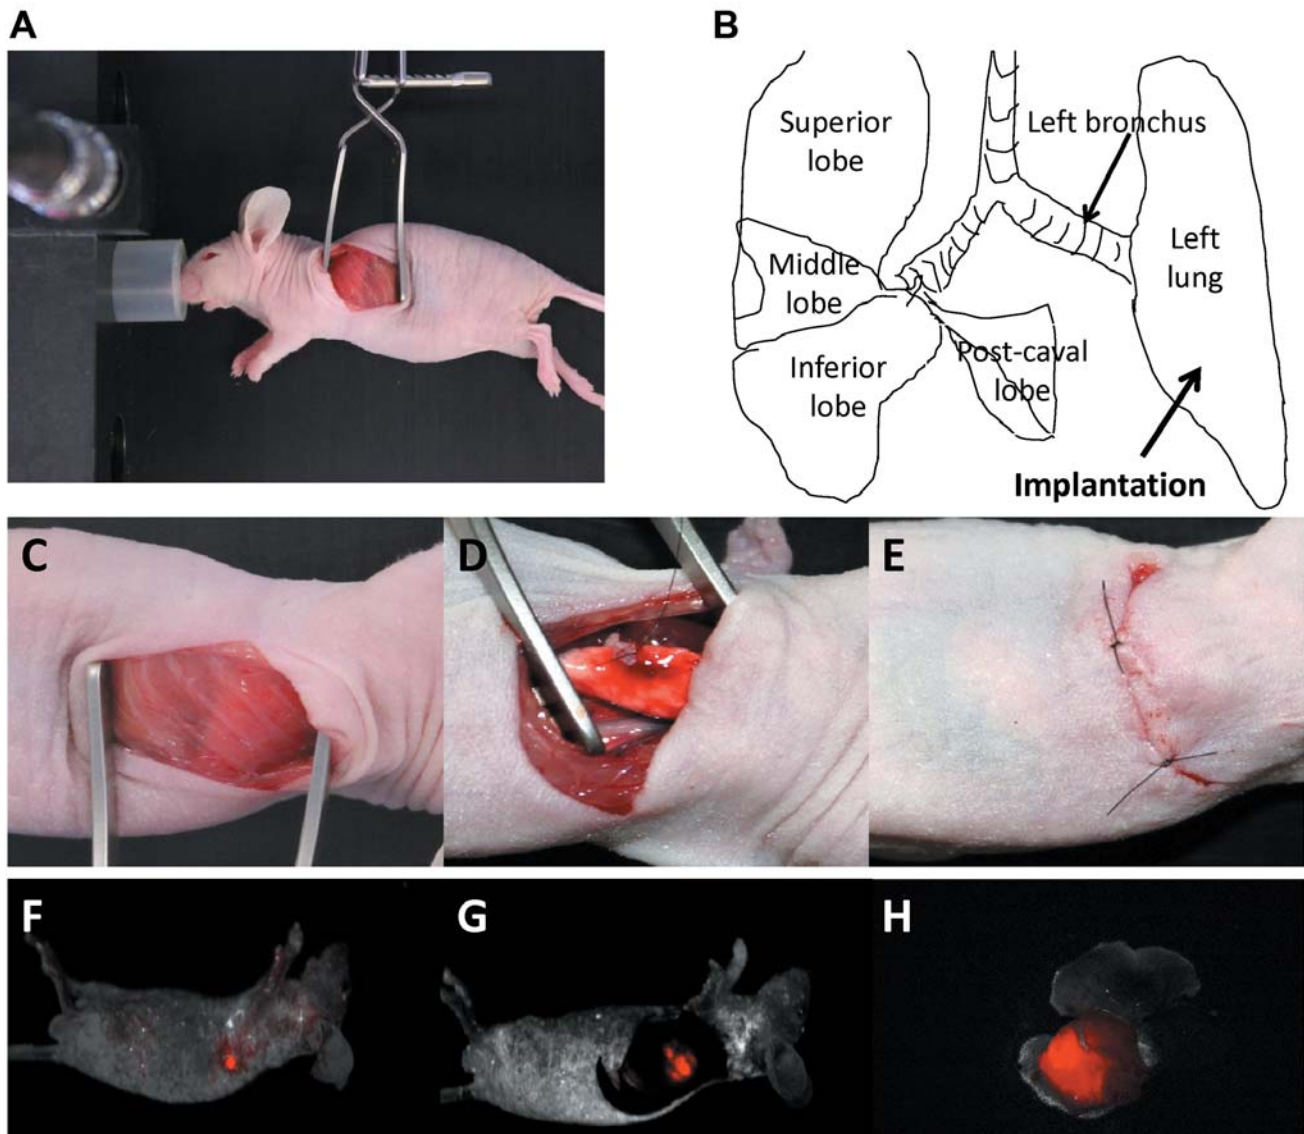 A
B
Superior
lobe
Left bronchus
Middle
lobe
Left
lung
Inferior
lobe
Post-caval
lobe
Implantation
C
D
E
F
G
H